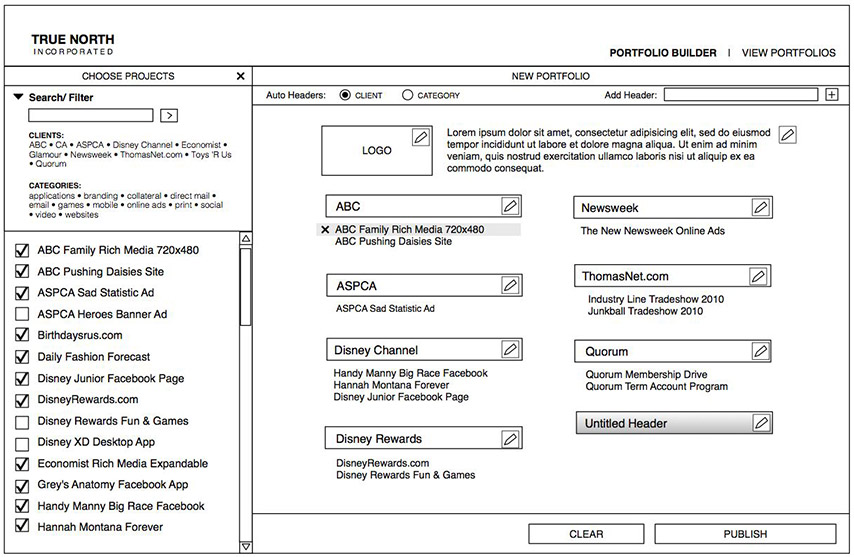 TRUE NORTH
INCORPORATED
PORTFOLIO BUILDER | VIEW PORTFOLIOS
CHOOSE PROJECTS
Search/ Filter
>
CLIENTS:
ABC • CA • ASPCA • Disney Channel • Economist •
Glamour • Newsweek • ThomasNet.com • Toys 'R Us
• Quorum
CATEGORIES:
applications • branding • collateral • direct mail •
email • games • mobile • online ads • print • social
• video • websites
ABC Family Rich Media 720x480
ABC Pushing Daisies Site
ASPCA Sad Statistic Ad
ASPCA Heroes Banner Ad
Birthdaysrus.com
Daily Fashion Forecast
Disney Junior Facebook Page
DisneyRewards.com
Disney Rewards Fun & Games
Disney XD Desktop App
Economist Rich Media Expandable
Grey's Anatomy Facebook App
Handy Manny Big Race Facebook
Hannah Montana Forever
NEW PORTFOLIO
Auto Headers: CLIENT CATEGORY Add Header: +
LOGO
Lorem ipsum dolor sit amet, consectetur adipisicing elit, sed do eiusmod
tempor incididunt ut labore et dolore magna aliqua. Ut enim ad minim
veniam, quis nostrud exercitation ullamco laboris nisi ut aliquip ex ea
commodo consequat.
ABC
ABC Family Rich Media 720x480
ABC Pushing Daisies Site
ASPCA
ASPCA Sad Statistic Ad
Disney Channel
Handy Manny Big Race Facebook
Hannah Montana Forever
Disney Junior Facebook Page
Disney Rewards
DisneyRewards.com
Disney Rewards Fun & Games
Newsweek
The New Newsweek Online Ads
ThomasNet.com
Industry Line Tradeshow 2010
Junkball Tradeshow 2010
Quorum
Quorum Membership Drive
Quorum Term Account Program
Untitled Header
CLEAR
PUBLISH